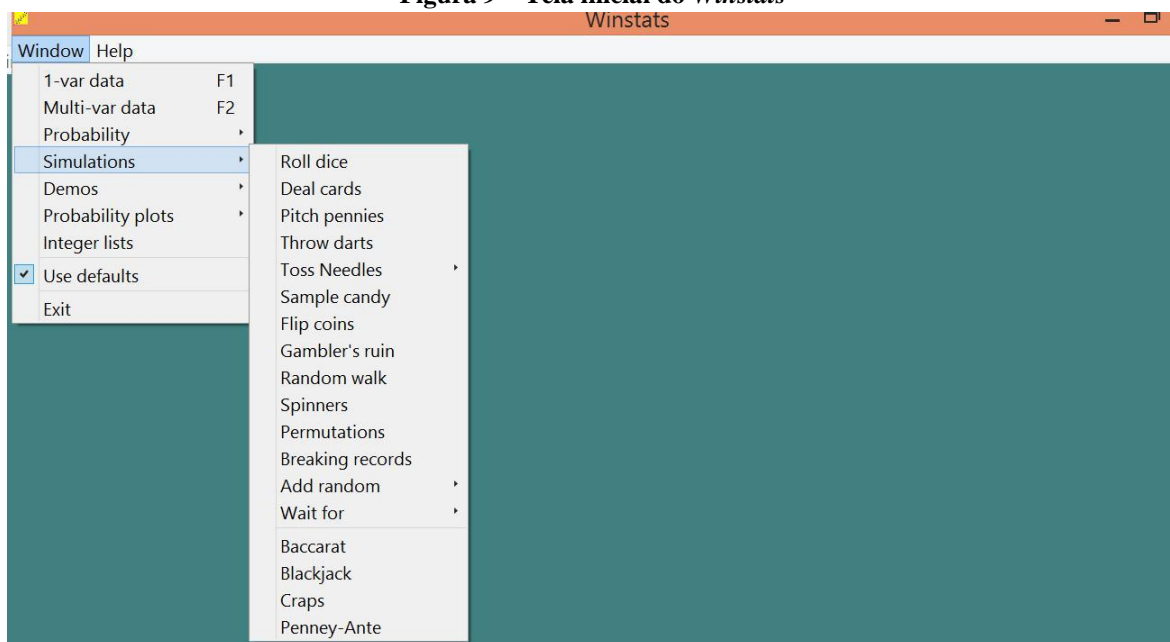 Figura 9 – Tela inicial do Winstats
Winstats
Window Help
1-var data F1
Multi-var data F2
Probability
Simulations
Demos
Probability plots
Integer lists
Use defaults
Exit
Roll dice
Deal cards
Pitch pennies
Throw darts
Toss Needles
Sample candy
Flip coins
Gambler's ruin
Random walk
Spinners
Permutations
Breaking records
Add random
Wait for
Baccarat
Blackjack
Craps
Penney-Ante